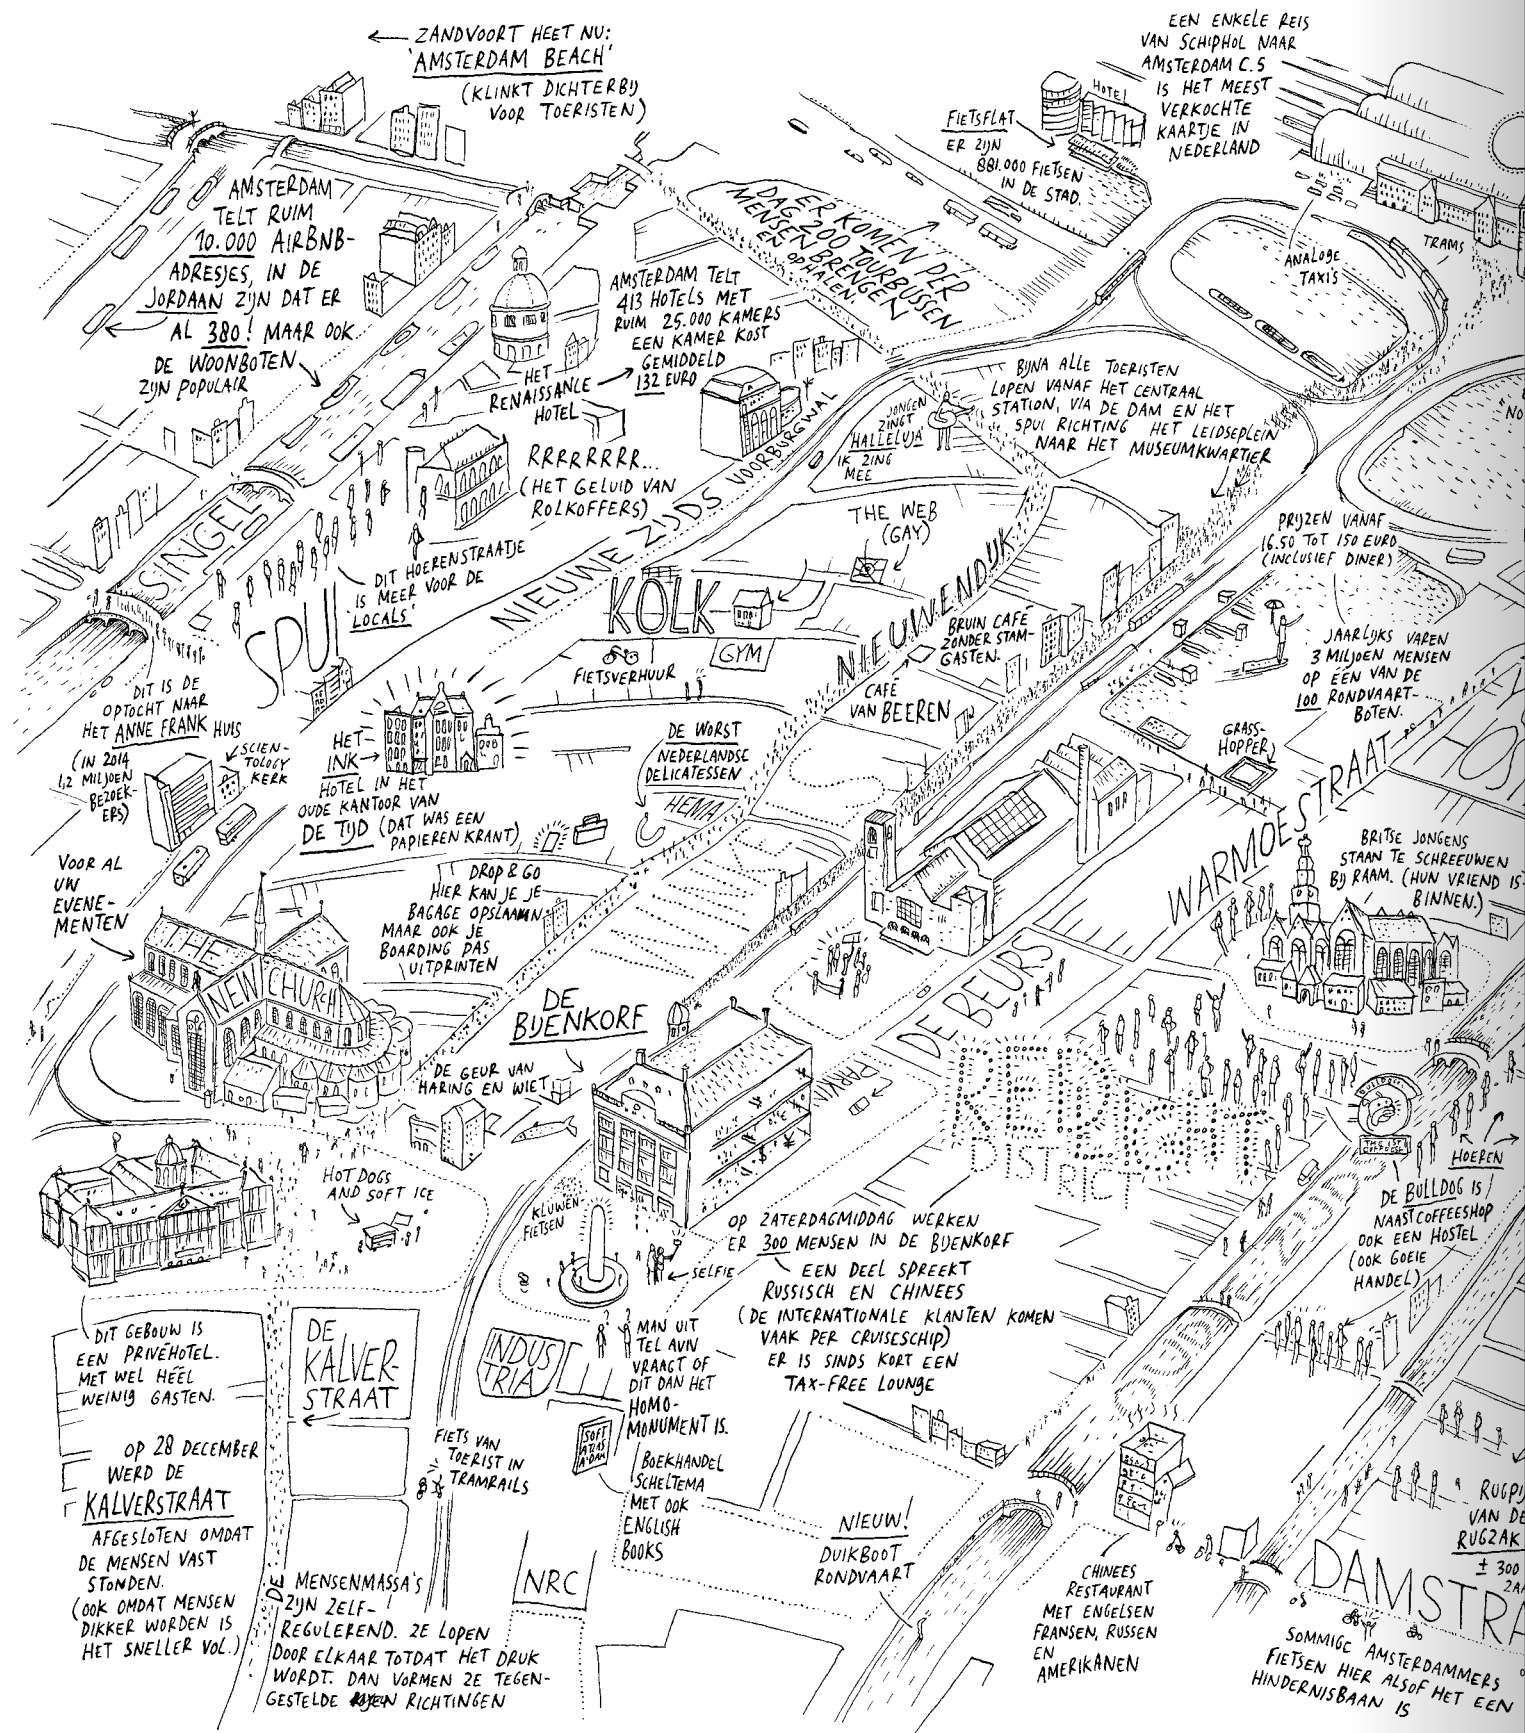 ZANDVOORT HEET NU:
'AMSTERDAM BEACH'
(KLINKT DICHTERBIJ
VOOR TOERISTEN)
EEN ENKELE REIS
VAN SCHIPHOL NAAR
AMSTERDAM C.S
IS HET MEEST
VERKOCHTE
KAARTJE IN
NEDERLAND
HOTEL
FIETSFLAT
ER ZIJN
881.000 FIETSEN
IN DE STAD.
TRAMS
ANALOGE
TAXI'S
AMSTERDAM
TELT RUIM
10.000 AIRBNB-
ADRESJES, IN DE
JORDAAN ZIJN DAT ER
AL 380! MAAR OOK
DE WOONBOTEN
ZIJN POPULAIR
ER KOMEN PER
DAG 200 TOURBUSSEN
MENSEN BRENGEN
EN
OPHALEN
AMSTERDAM TELT
413 HOTELS MET
RUIM 25.000 KAMERS
EEN KAMER KOST
GEMIDDELD
132 EURO
HET
RENAISSANCE
HOTEL
RRRRRRRR...
(HET GELUID VAN
ROLKOFFERS)
JONGEN
ZINGT
'HALLELUJA'
IK ZING
MEE
BIJNA ALLE TOERISTEN
LOPEN VANAF HET CENTRAAL
STATION, VIA DE DAM EN HET
SPUI RICHTING HET LEIDSEPLEIN
NAAR HET MUSEUMKWARTIER
NO
SINGEL
SPUI
DIT HOERENSTRAATJE
IS MEER VOOR DE
'LOCALS'
NIEUWE ZIJDS VOORBURGWAL
THE WEB
(GAY)
KOLK
GYM
FIETSVERHUUR
NIEUWENDIJK
BRUIN CAFÉ
ZONDER STAM-
GASTEN.
CAFÉ
VAN BEEREN
PRIJZEN VANAF
16.50 TOT 150 EURO
(INCLUSIEF DINER)
JAARLIJKS VAREN
3 MILJOEN MENSEN
OP EEN VAN DE
100 RONDVAART-
BOTEN.
GRASS-
HOPPER
DIT IS DE
OPTOCHT NAAR
HET ANNE FRANK HUIS
(IN 2014
1,2 MILJOEN
BEZOEK-
ERS)
SCIEN-
TOLOGY
KERK
HET
INK
HOTEL IN HET
OUDE KANTOOR VAN
DE TIJD (DAT WAS EEN
PAPIEREN KRANT)
DE WORST
NEDERLANDSE
DELICATESSEN
HEMA
WARMOESSTRAAT
BRITSE JONGENS
STAAN TE SCHREEUWEN
BIJ RAAM. (HUN VRIEND IS
BINNEN.)
VOOR AL
UW
EVENE-
MENTEN
THE
NEW CHURCH
DROP & GO
HIER KAN JE JE
BAGAGE OPSLAAN
MAAR OOK JE
BOARDING PAS
UITPRINTEN
DE
BIJENKORF
DE GEUR VAN
HARING EN WIET
DE BEURS
PARKING
RED LIGHT
DISTRICT
BULLDOG
HOEREN
DE BULLDOG IS
NAAST COFFEESHOP
OOK EEN HOSTEL
(OOK GOEIE
HANDEL)
HOT DOGS
AND SOFT ICE
KLUWEN
FIETSEN
SELFIE
OP ZATERDAGMIDDAG WERKEN
ER 300 MENSEN IN DE BIJENKORF
EEN DEEL SPREEKT
RUSSISCH EN CHINEES
(DE INTERNATIONALE KLANTEN KOMEN
VAAK PER CRUISESCHIP)
ER IS SINDS KORT EEN
TAX-FREE LOUNGE
DIT GEBOUW IS
EEN PRIVÉHOTEL.
MET WEL HÉÉL
WEINIG GASTEN.
DE
KALVER-
STRAAT
INDUS
TRIA
MAN UIT
TEL AVIV
VRAAGT OF
DIT DAN HET
HOMO-
MONUMENT IS.
OP 28 DECEMBER
WERD DE
KALVERSTRAAT
AFGESLOTEN OMDAT
DE MENSEN VAST
STONDEN.
(OOK OMDAT MENSEN
DIKKER WORDEN IS
HET SNELLER VOL.)
FIETS VAN
TOERIST IN
TRAMRAILS
SOFT
ATLAS
A'DAM
BOEKHANDEL
SCHELTEMA
MET OOK
ENGLISH
BOOKS
NRC
DE MENSENMASSA'S
ZIJN ZELF-
REGULEREND. ZE LOPEN
DOOR ELKAAR TOTDAT HET DRUK
WORDT. DAN VORMEN ZE TEGEN-
GESTELDE RICHTINGEN
NIEUW!
DUIKBOOT
RONDVAART
CHINEES
RESTAURANT
MET ENGELSEN
FRANSEN, RUSSEN
EN
AMERIKANEN
RUGPIJ
VAN DE
RUGZAK
± 300
DAMSTRA
SOMMIGE AMSTERDAMMERS
FIETSEN HIER ALSOF HET EEN
HINDERNISBAAN IS